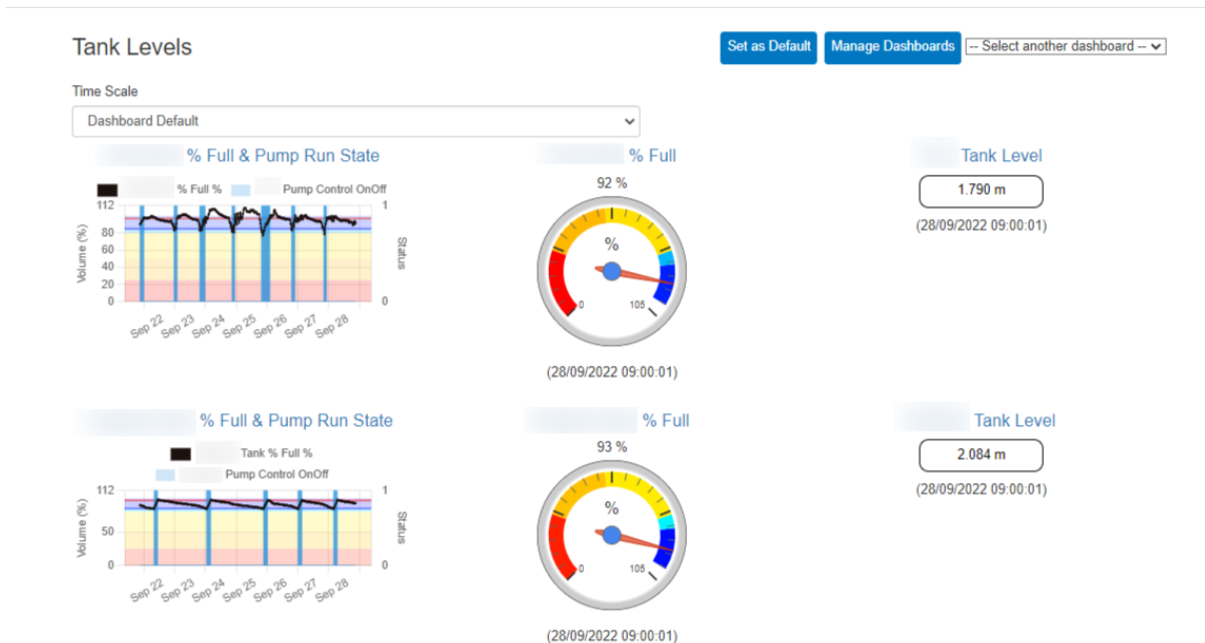 Tank Levels
Set as Default
Manage Dashboards
-- Select another dashboard --
Time Scale
Dashboard Default
% Full & Pump Run State
% Full %
Pump Control OnOff
112
80
60
40
20
0
Volume (%)
1
0
Status
Sep 22
Sep 23
Sep 24
Sep 25
Sep 26
Sep 27
Sep 28
% Full
92 %
%
0
105
(28/09/2022 09:00:01)
Tank Level
1.790 m
(28/09/2022 09:00:01)
% Full & Pump Run State
Tank % Full %
Pump Control OnOff
112
50
0
Volume (%)
1
0
Status
Sep 22
Sep 23
Sep 24
Sep 25
Sep 26
Sep 27
Sep 28
% Full
93 %
%
0
105
(28/09/2022 09:00:01)
Tank Level
2.084 m
(28/09/2022 09:00:01)